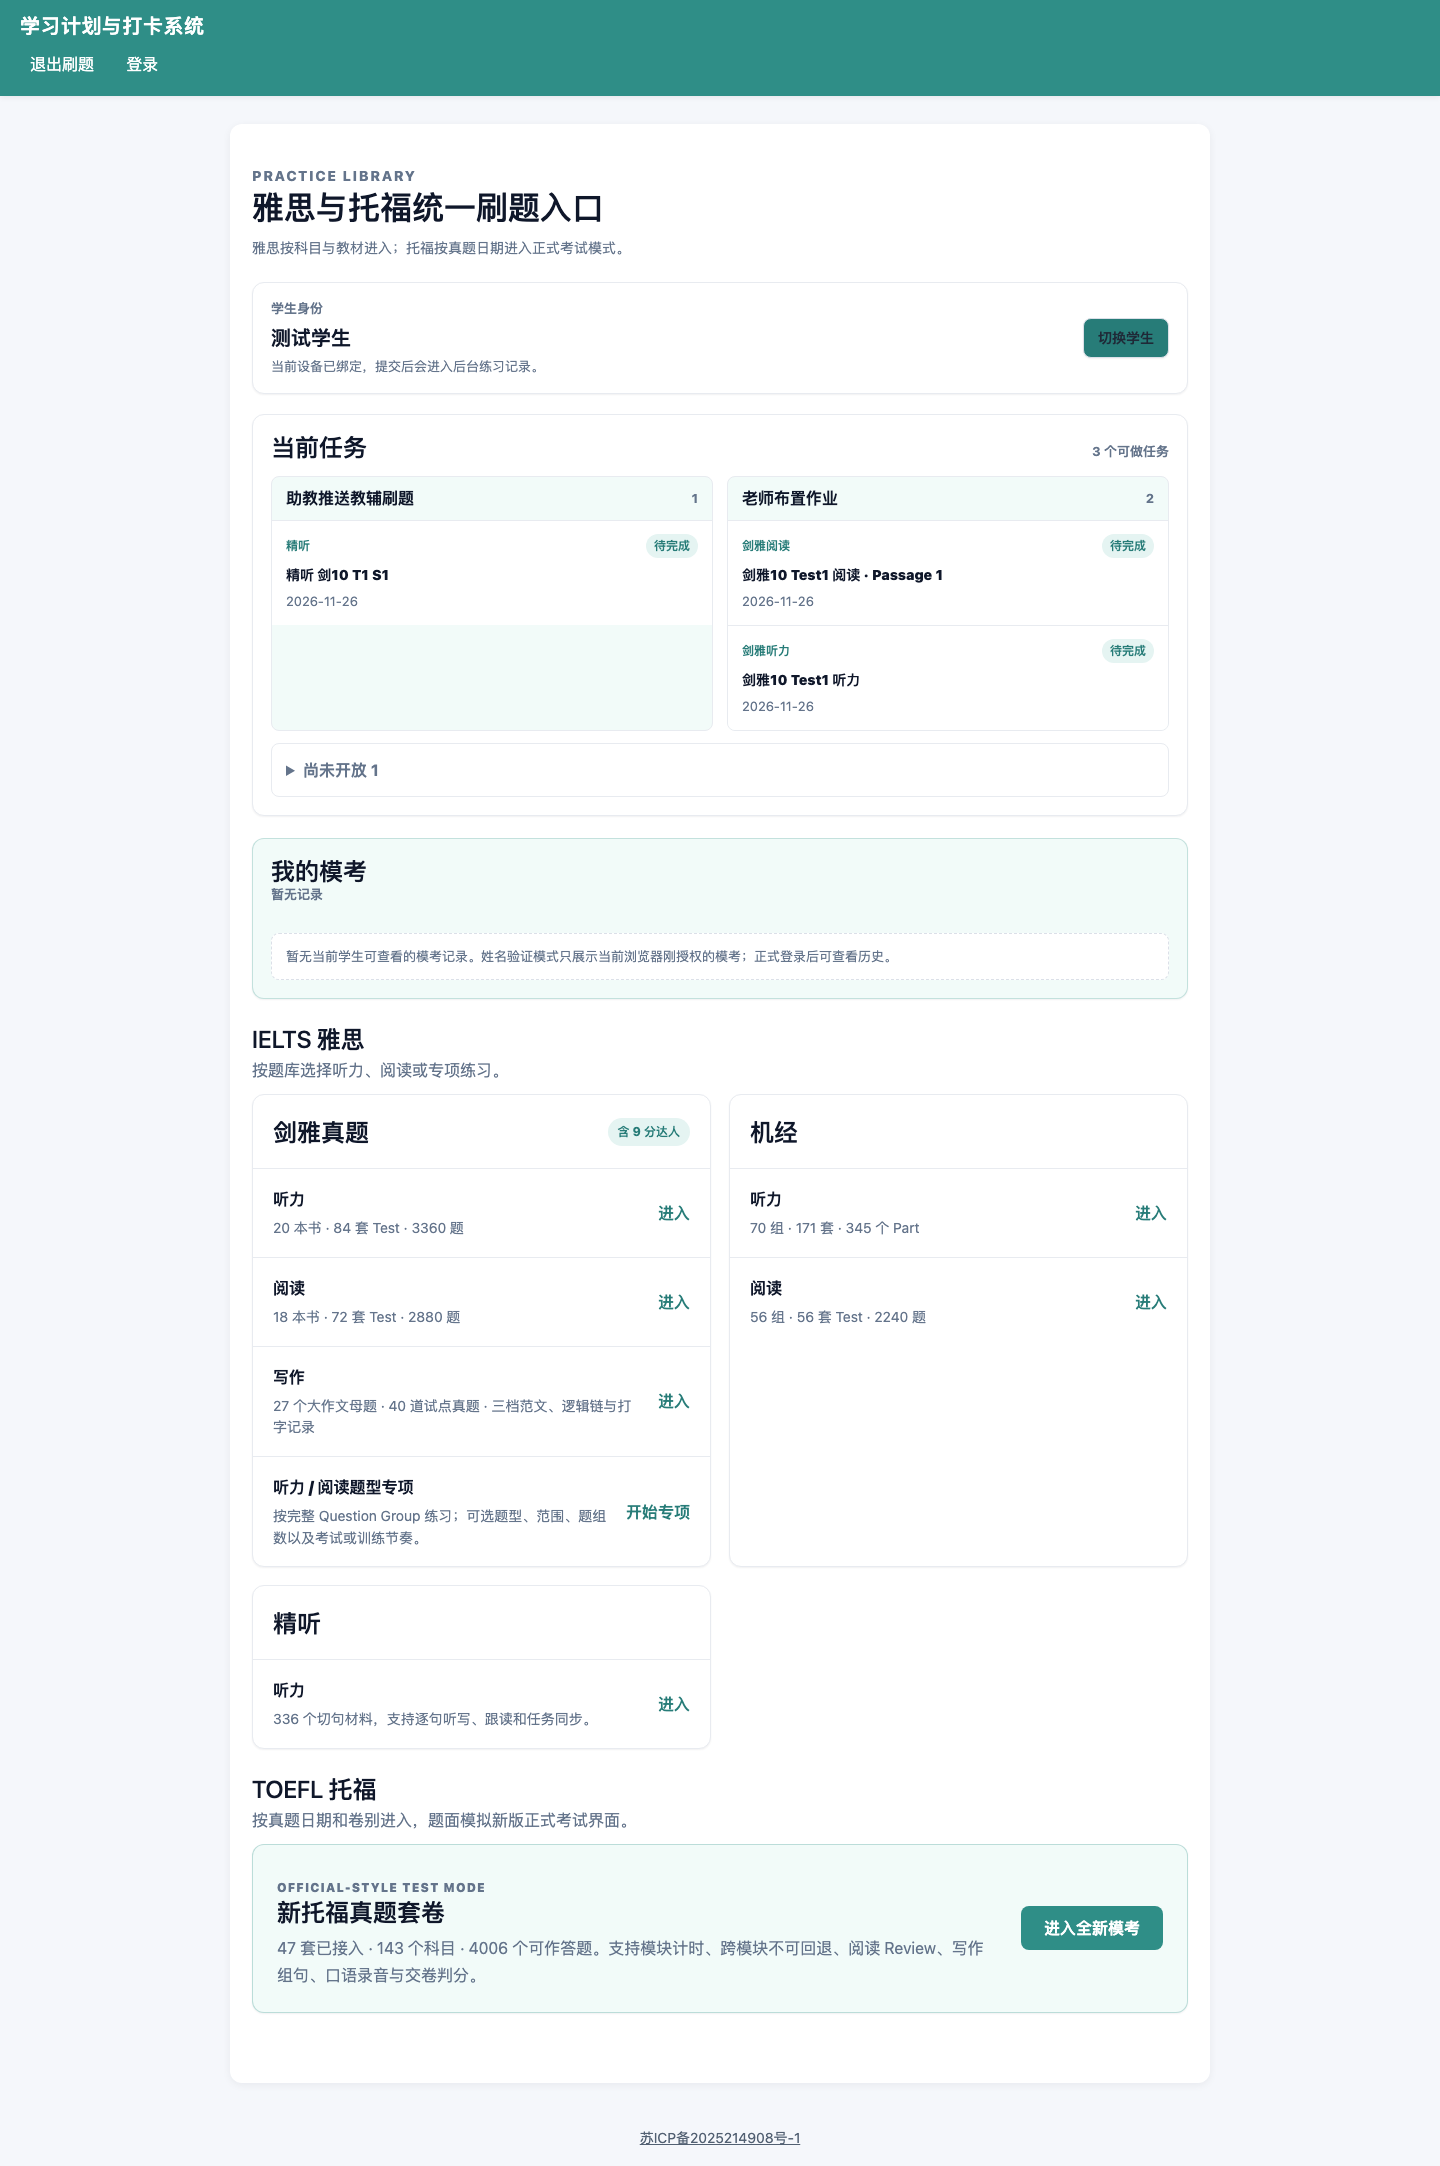 学习计划与打卡系统
退出刷题 登录
PRACTICE LIBRARY
雅思与托福统一刷题入口
雅思按科目与教材进入；托福按真题日期进入正式考试模式。
学生身份
测试学生
当前设备已绑定，提交后会进入后台练习记录。
切换学生
当前任务
3 个可做任务
助教推送教辅刷题 1
精听 待完成
精听 剑10 T1 S1
2026-11-26
老师布置作业 2
剑雅阅读 待完成
剑雅10 Test1 阅读 · Passage 1
2026-11-26
剑雅听力 待完成
剑雅10 Test1 听力
2026-11-26
▶ 尚未开放 1
我的模考
暂无记录
暂无当前学生可查看的模考记录。姓名验证模式只展示当前浏览器刚授权的模考；正式登录后可查看历史。
IELTS 雅思
按题库选择听力、阅读或专项练习。
剑雅真题 含 9 分达人
听力
20 本书 · 84 套 Test · 3360 题
进入
阅读
18 本书 · 72 套 Test · 2880 题
进入
写作
27 个大作文母题 · 40 道试点真题 · 三档范文、逻辑链与打
字记录
进入
听力 / 阅读题型专项
按完整 Question Group 练习；可选题型、范围、题组
数以及考试或训练节奏。
开始专项
机经
听力
70 组 · 171 套 · 345 个 Part
进入
阅读
56 组 · 56 套 Test · 2240 题
进入
精听
听力
336 个切句材料，支持逐句听写、跟读和任务同步。
进入
TOEFL 托福
按真题日期和卷别进入，题面模拟新版正式考试界面。
OFFICIAL-STYLE TEST MODE
新托福真题套卷
47 套已接入 · 143 个科目 · 4006 个可作答题。支持模块计时、跨模块不可回退、阅读 Review、写作
组句、口语录音与交卷判分。
进入全新模考
苏ICP备2025214908号-1